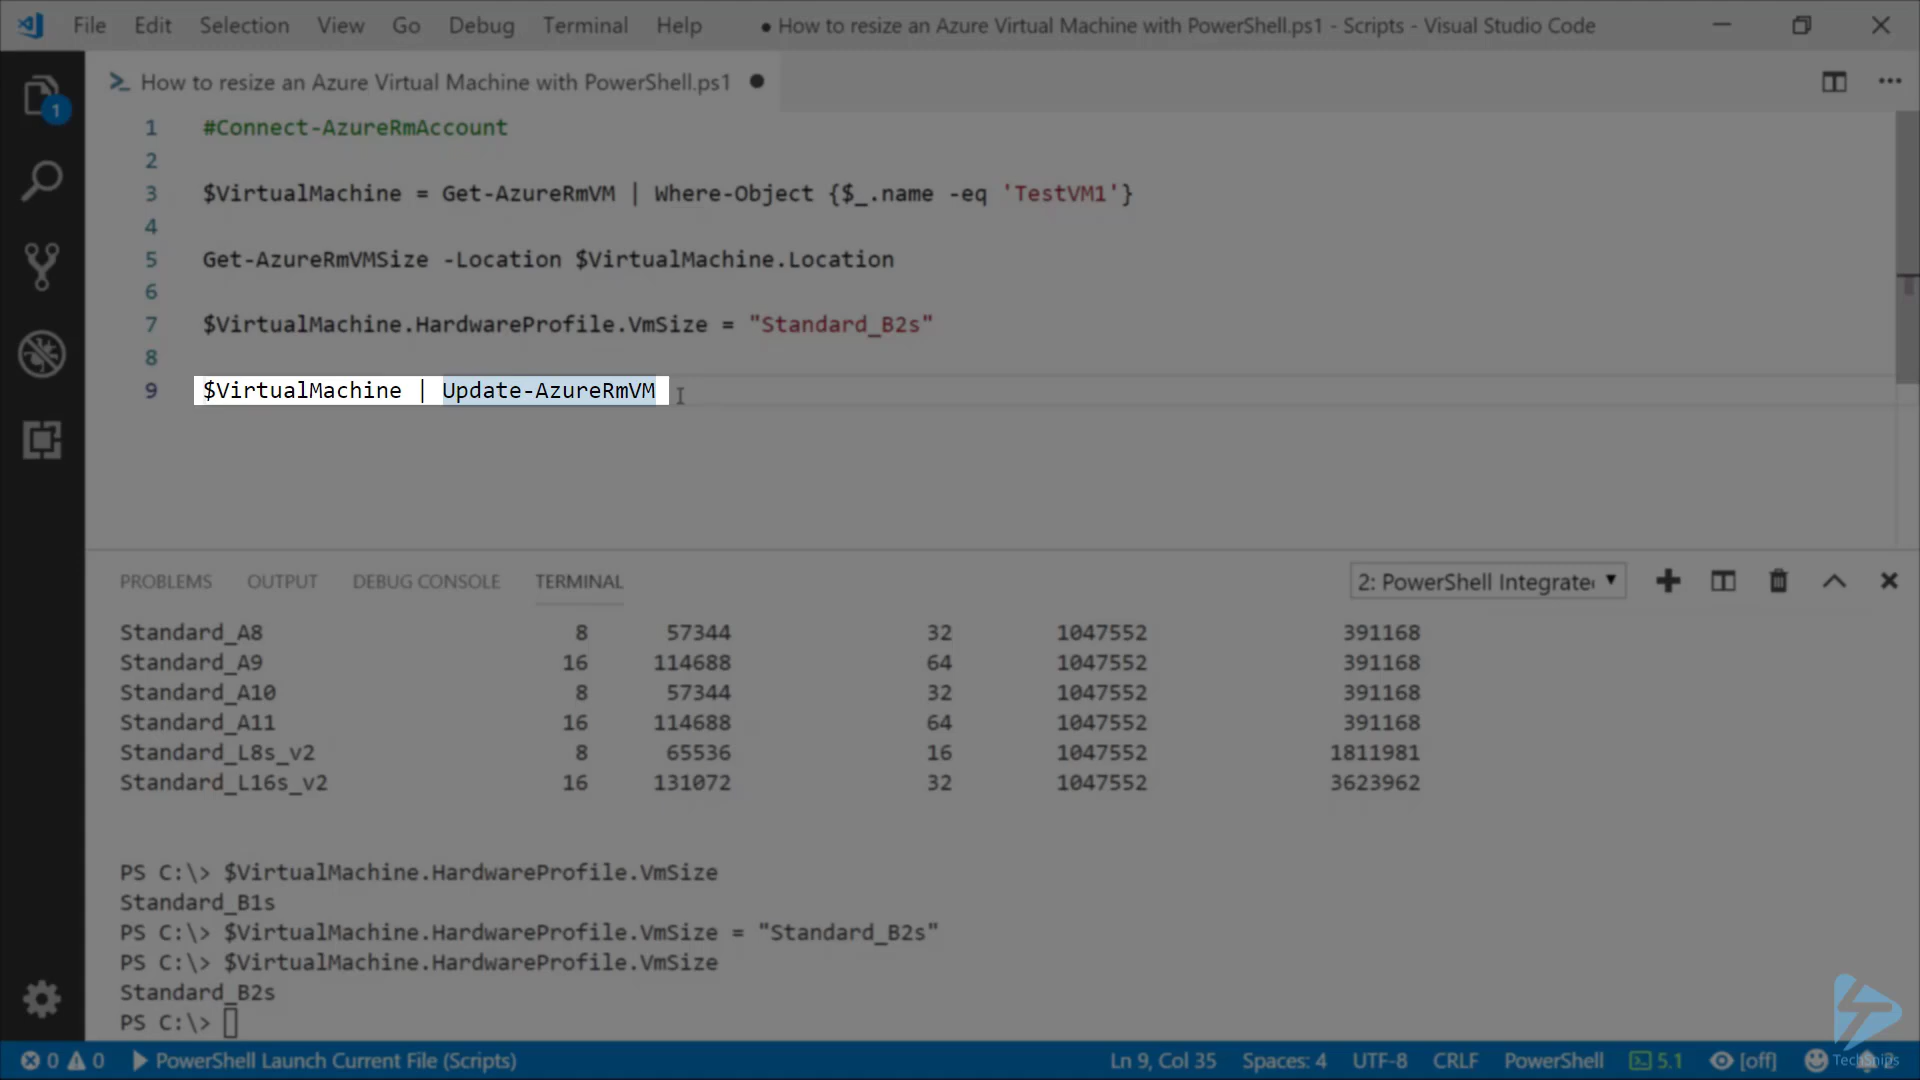 File Edit Selection View Go Debug Terminal Help ● How to resize an Azure Virtual Machine with PowerShell.ps1 - Scripts - Visual Studio Code
How to resize an Azure Virtual Machine with PowerShell.ps1
1
1 #Connect-AzureRmAccount
2
3 $VirtualMachine = Get-AzureRmVM | Where-Object {$_.name -eq 'TestVM1'}
4
5 Get-AzureRmVMSize -Location $VirtualMachine.Location
6
7 $VirtualMachine.HardwareProfile.VmSize = "Standard_B2s"
8
9 $VirtualMachine | Update-AzureRmVM
PROBLEMS OUTPUT DEBUG CONSOLE TERMINAL 2: PowerShell Integrate
Standard_A8 8 57344 32 1047552 391168
Standard_A9 16 114688 64 1047552 391168
Standard_A10 8 57344 32 1047552 391168
Standard_A11 16 114688 64 1047552 391168
Standard_L8s_v2 8 65536 16 1047552 1811981
Standard_L16s_v2 16 131072 32 1047552 3623962
PS C:\> $VirtualMachine.HardwareProfile.VmSize
Standard_B1s
PS C:\> $VirtualMachine.HardwareProfile.VmSize = "Standard_B2s"
PS C:\> $VirtualMachine.HardwareProfile.VmSize
Standard_B2s
PS C:\>
0 0 PowerShell Launch Current File (Scripts) Ln 9, Col 35 Spaces: 4 UTF-8 CRLF PowerShell 5.1 [off] 2
TechSnips